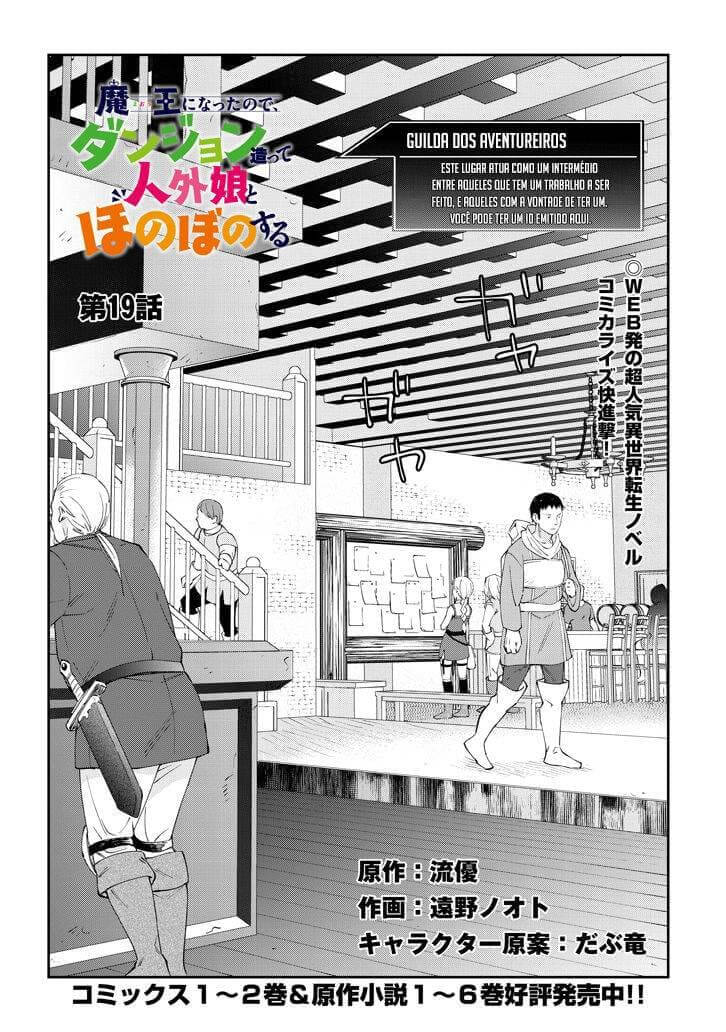 魔王になったので、
ダンジョン造って
人外娘と
ほのぼのする
第19話
GUILDA DOS AVENTUREIROS
ESTE LUGAR ATUA COMO UM INTERMÉDIO
ENTRE AQUELES QUE TEM UM TRABALHO A SER
FEITO, E AQUELES COM A VONTADE DE TER UM.
VOCÊ PODE TER UM IO EMITIDO AQUI.
◎WEB発の超人気異世界転生ノベル
コミカライズ快進撃!
ガヤ
ガヤ
原作:流優
作画:遠野ノオト
キャラクター原案:だぶ竜
コミックス1〜2巻&原作小説1〜6巻好評発売中!!